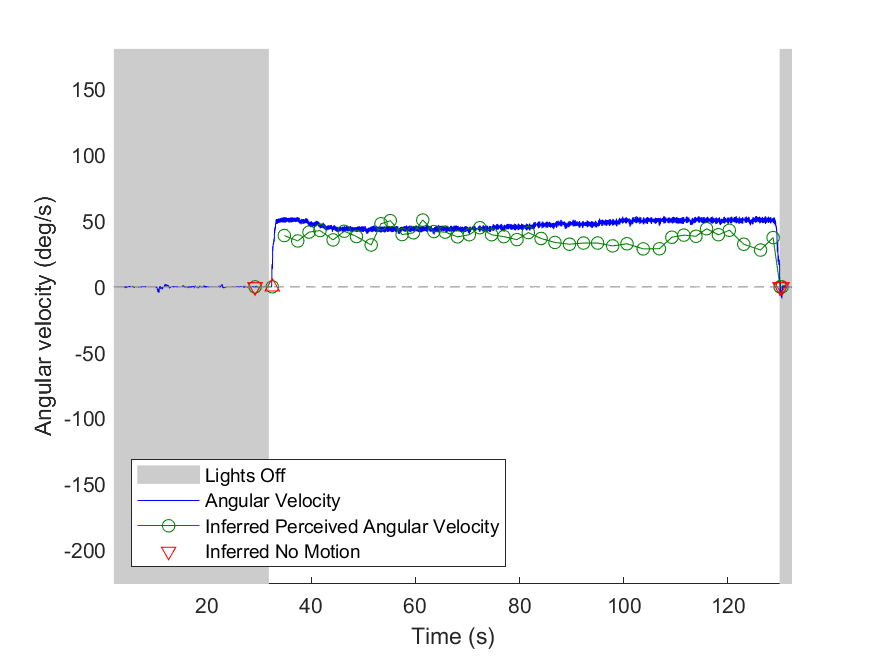 150
100
50
0
-50
-100
-150
-200
Angular velocity (deg/s)
Lights Off
Angular Velocity
Inferred Perceived Angular Velocity
Inferred No Motion
20 40 60 80 100 120
Time (s)